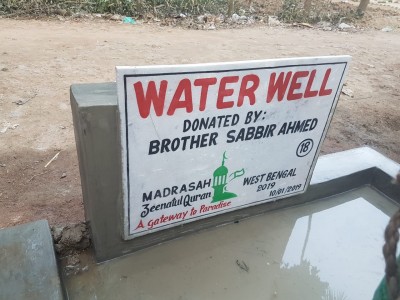 WATER WELL
DONATED BY:
BROTHER SABBIR AHMED
18
MADRASAH
Zeenatul Quran
A Gateway to Paradise
WEST BENGAL
2019
10/01/2019